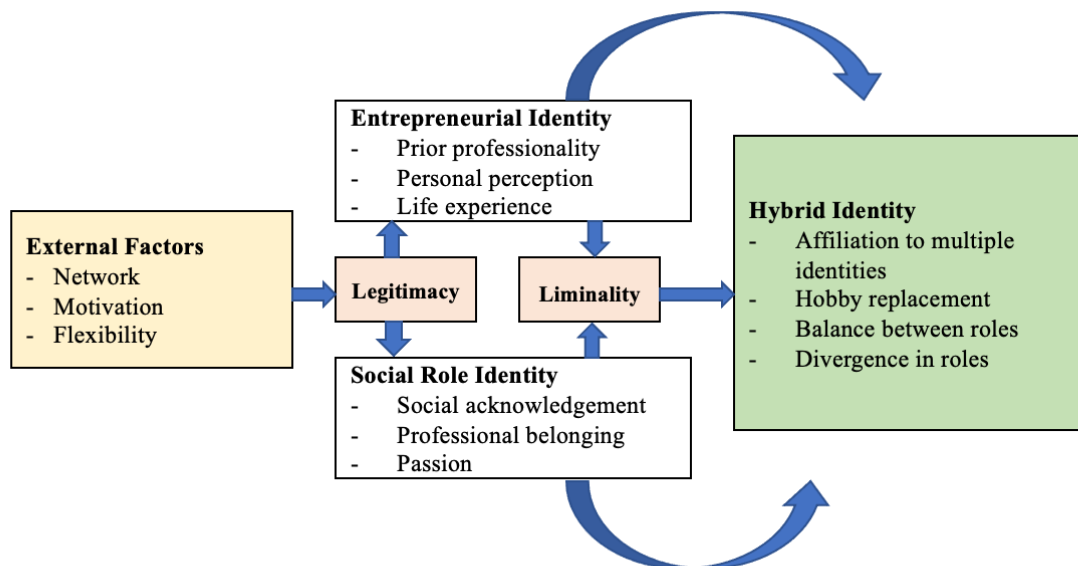 Entrepreneurial Identity
- Prior professionality
- Personal perception
- Life experience
External Factors
- Network
- Motivation
- Flexibility
Legitimacy
Liminality
Social Role Identity
- Social acknowledgement
- Professional belonging
- Passion
Hybrid Identity
- Affiliation to multiple
identities
- Hobby replacement
- Balance between roles
- Divergence in roles